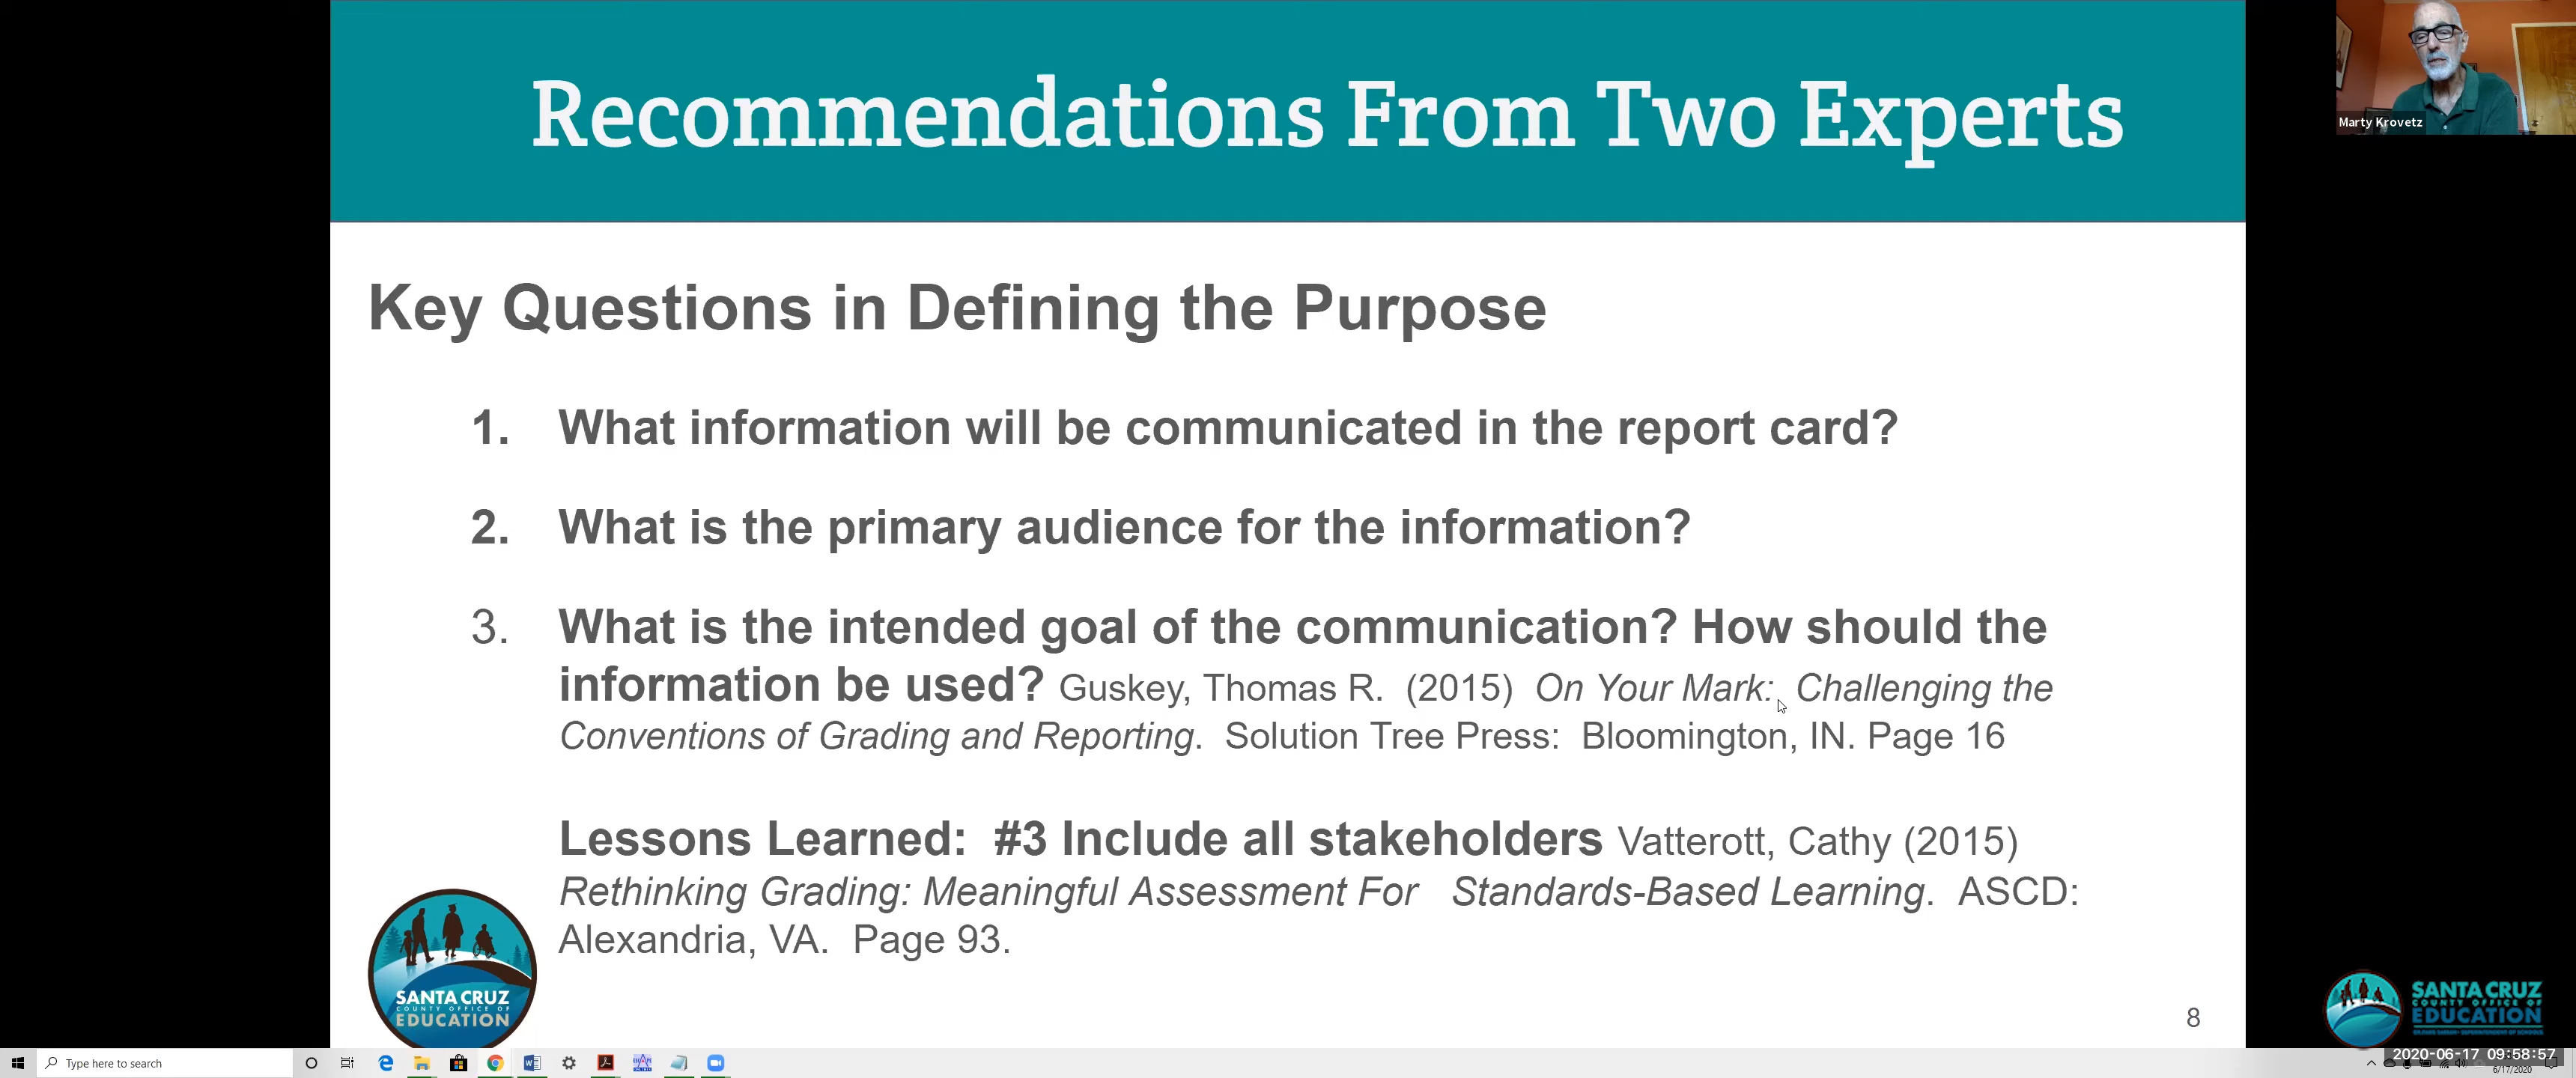 Recommendations From Two Experts
Marty Krovetz
Key Questions in Defining the Purpose
1. What information will be communicated in the report card?
2. What is the primary audience for the information?
3. What is the intended goal of the communication? How should the
information be used? Guskey, Thomas R. (2015) On Your Mark: Challenging the
Conventions of Grading and Reporting. Solution Tree Press: Bloomington, IN. Page 16
Lessons Learned: #3 Include all stakeholders Vatterott, Cathy (2015)
Rethinking Grading: Meaningful Assessment For Standards-Based Learning. ASCD:
Alexandria, VA. Page 93.
SANTA CRUZ
COUNTY OFFICE OF
EDUCATION
8
SANTA CRUZ
COUNTY OFFICE OF
EDUCATION
Type here to search
2020-06-17 09:58:57
6/17/2020